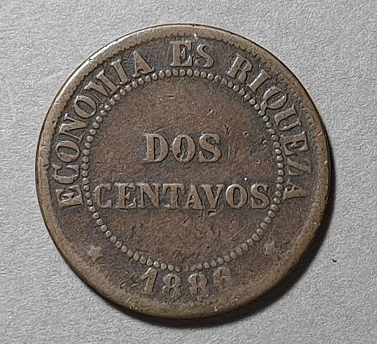 ECONOMIA ES RIQUEZA
DOS
CENTAVOS